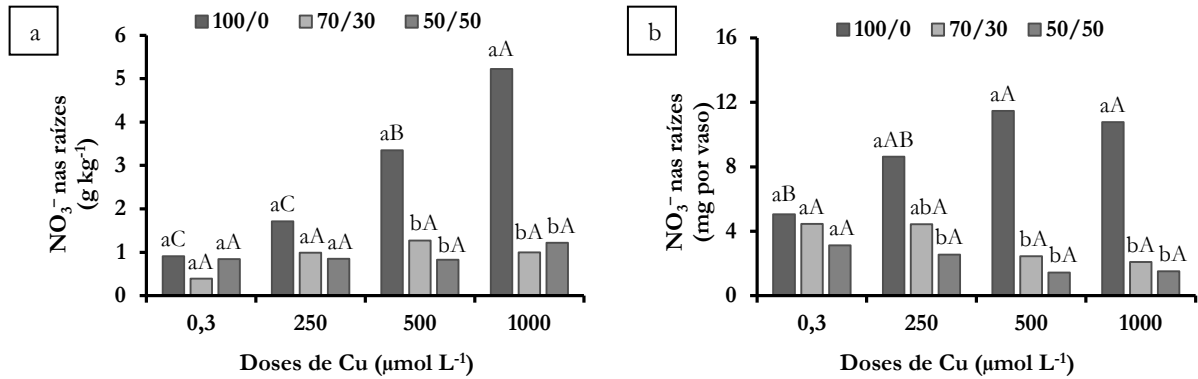 a
100/0 70/30 50/50
NO₃⁻ nas raízes
(g kg⁻¹)
6
5
4
3
2
1
0
aC aA aA
aC aA aA
aB bA bA
aA bA bA
0,3 250 500 1000
Doses de Cu (µmol L⁻¹)
b
100/0 70/30 50/50
NO₃⁻ nas raízes
(mg por vaso)
16
12
8
4
0
aB aA aA
aAB abA bA
aA bA bA
aA bA bA
0,3 250 500 1000
Doses de Cu (µmol L⁻¹)